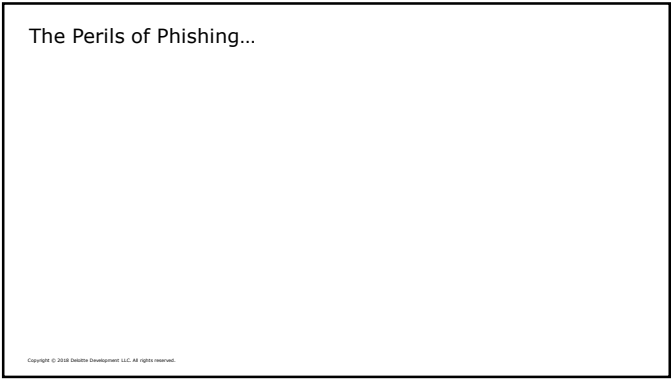 The Perils of Phishing…
Copyright © 2018 Deloitte Development LLC. All rights reserved.